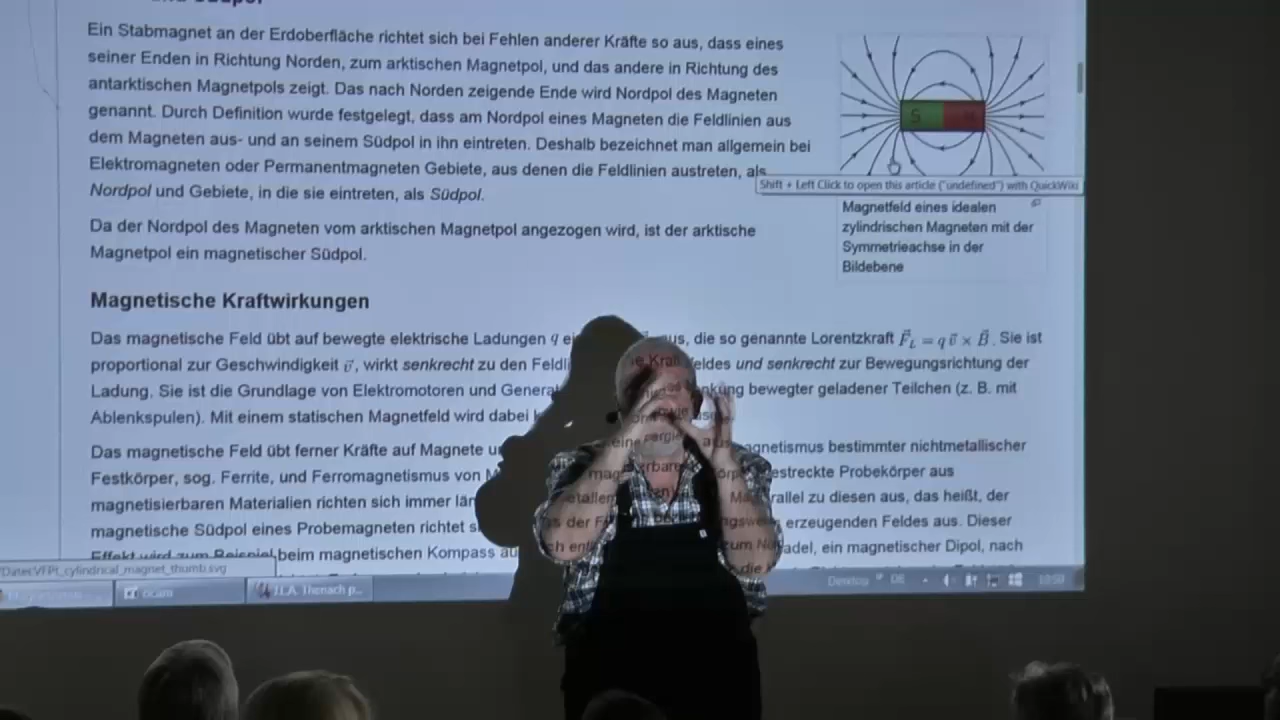 Ein Stabmagnet an der Erdoberfläche richtet sich bei Fehlen anderer Kräfte so aus, dass eines
seiner Enden in Richtung Norden, zum arktischen Magnetpol, und das andere in Richtung des
antarktischen Magnetpols zeigt. Das nach Norden zeigende Ende wird Nordpol des Magneten
genannt. Durch Definition wurde festgelegt, dass am Nordpol eines Magneten die Feldlinien aus
dem Magneten aus- und an seinem Südpol in ihn eintreten. Deshalb bezeichnet man allgemein bei
Elektromagneten oder Permanentmagneten Gebiete, aus denen die Feldlinien austreten, als
Nordpol und Gebiete, in die sie eintreten, als Südpol.
Da der Nordpol des Magneten vom arktischen Magnetpol angezogen wird, ist der arktische
Magnetpol ein magnetischer Südpol.
S
Shift + Left Click to open this article ("undefined") with QuickWiki
Magnetfeld eines idealen
zylindrischen Magneten mit der
Symmetrieachse in der
Bildebene
Magnetische Kraftwirkungen
Das magnetische Feld übt auf bewegte elektrische Ladungen q aus, die so genannte Lorentzkraft F⃗_L = q v⃗ × B⃗. Sie ist
proportional zur Geschwindigkeit v⃗, wirkt senkrecht zu den und senkrecht zur Bewegungsrichtung der
Ladung. Sie ist die Grundlage von Elektromotoren und bewegter geladener Teilchen (z. B. mit
Ablenkspulen). Mit einem statischen Magnetfeld wird dabei
Das magnetische Feld übt ferner Kräfte auf Magnete bestimmter nichtmetallischer
Festkörper, sog. Ferrite, und Ferromagnetismus von Probekörper aus
magnetisierbaren Materialien richten sich immer zu diesen aus, das heißt, der
magnetische Südpol eines Probemagneten richtet erzeugenden Feldes aus. Dieser
Effekt wird zum Beispiel beim magnetischen Kompass ein magnetischer Dipol, nach
Desktop DE